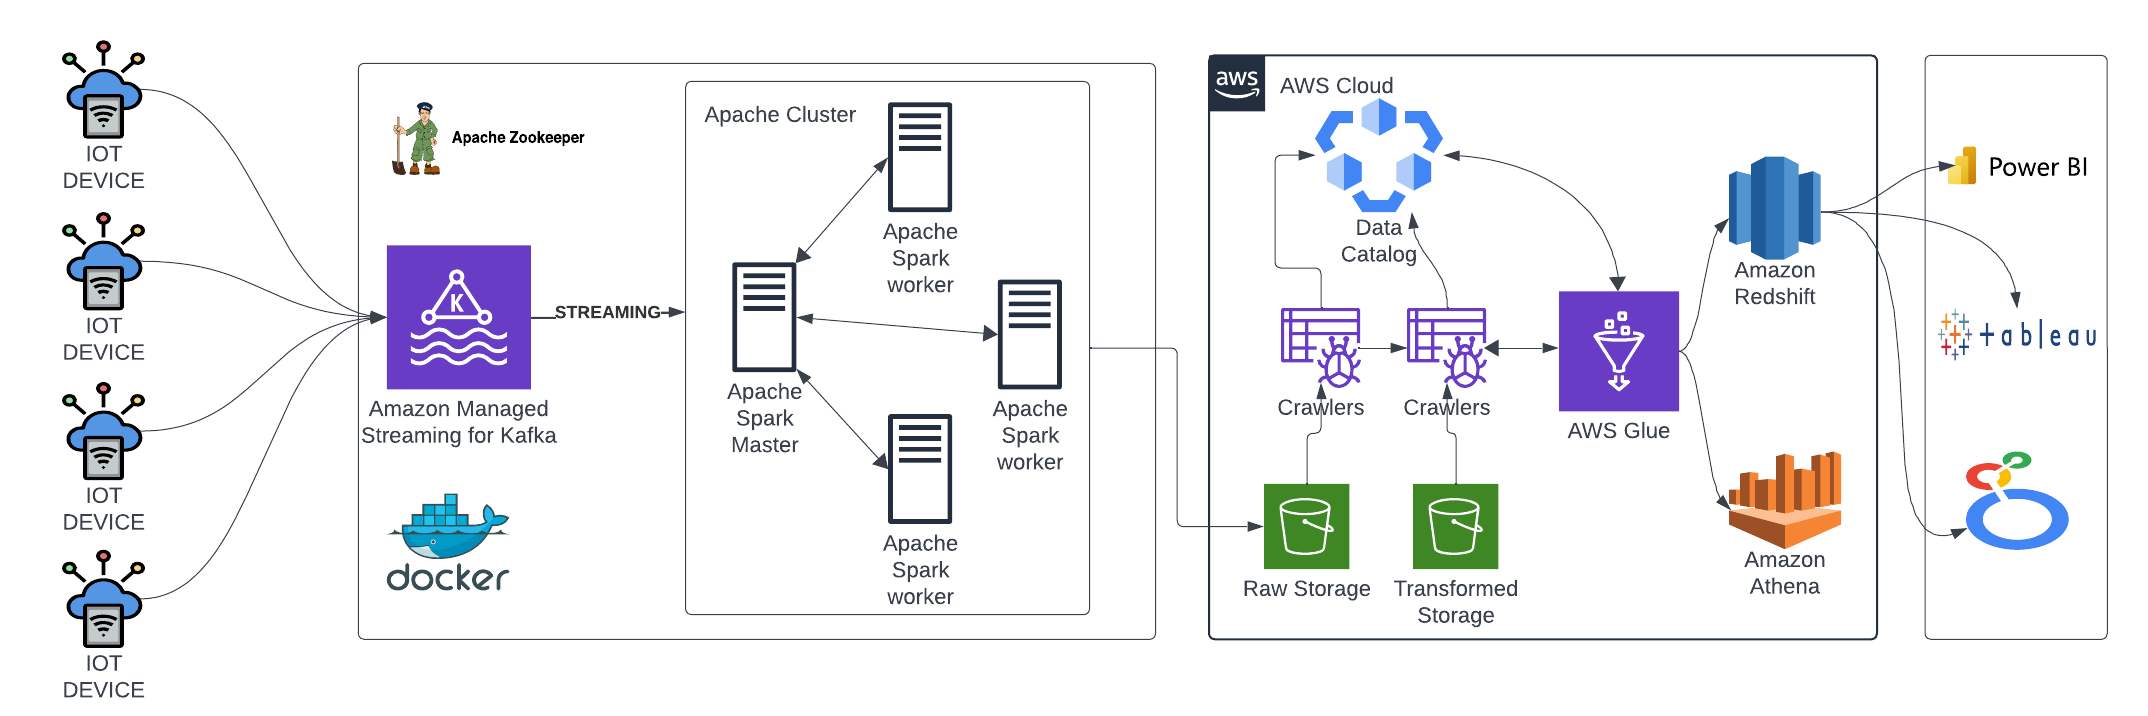 IOT
DEVICE
IOT
DEVICE
IOT
DEVICE
IOT
DEVICE
Apache Zookeeper
K
Amazon Managed
Streaming for Kafka
docker
STREAMING
Apache Cluster
Apache
Spark
worker
Apache
Spark
Master
Apache
Spark
worker
Apache
Spark
worker
aws
AWS Cloud
Data
Catalog
Crawlers
Crawlers
AWS Glue
Raw Storage
Transformed
Storage
Amazon
Redshift
Amazon
Athena
Power BI
+ableau